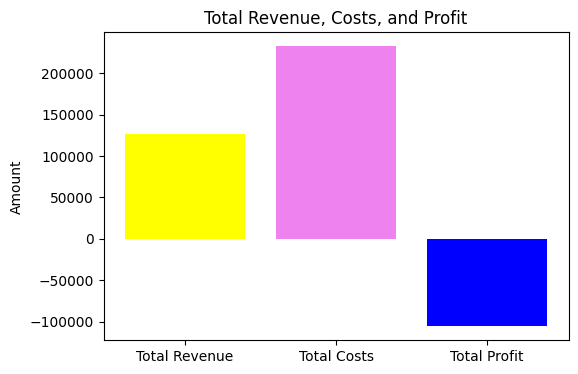 Total Revenue, Costs, and Profit
Amount
200000
150000
100000
50000
0
−50000
−100000
Total Revenue
Total Costs
Total Profit